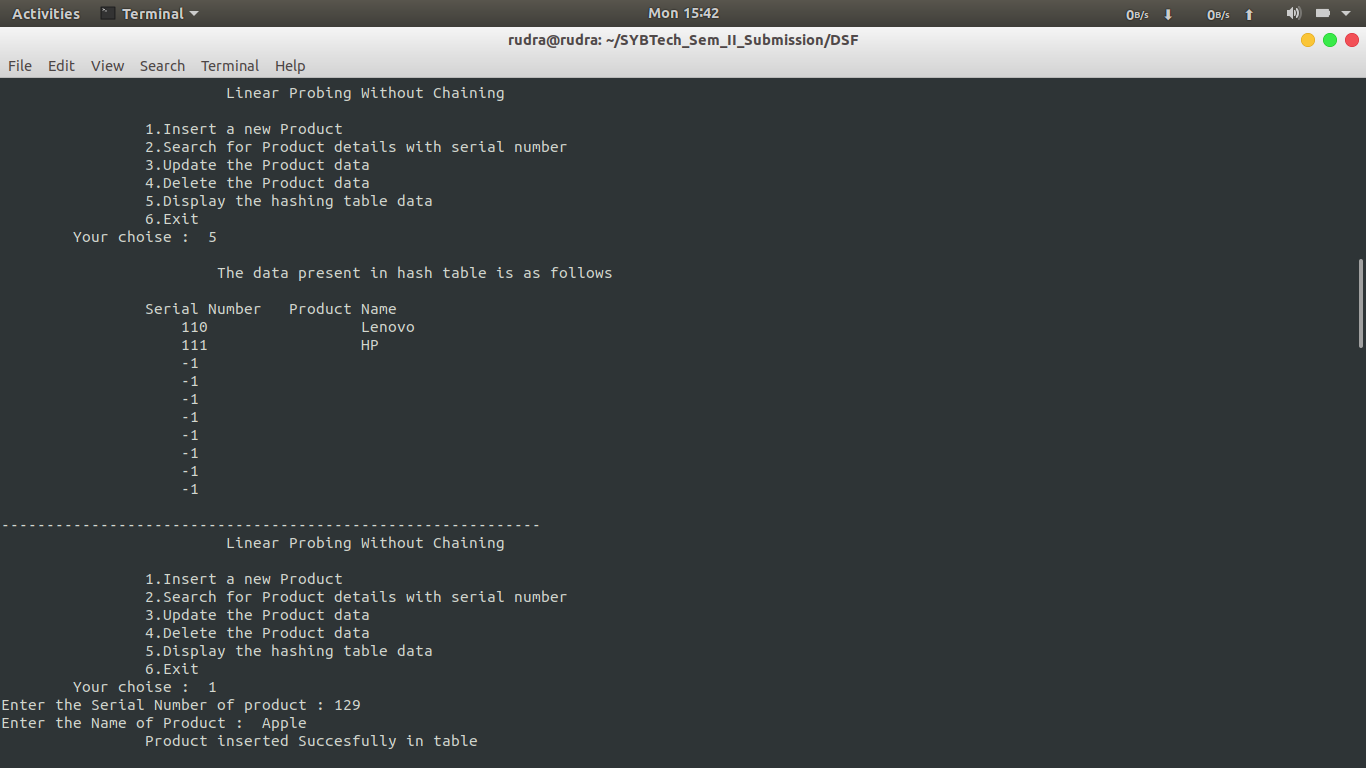 Activities Terminal Mon 15:42 0B/s 0B/s
rudra@rudra: ~/SYBTech_Sem_II_Submission/DSF
File Edit View Search Terminal Help
Linear Probing Without Chaining
1.Insert a new Product
2.Search for Product details with serial number
3.Update the Product data
4.Delete the Product data
5.Display the hashing table data
6.Exit
Your choise : 5
The data present in hash table is as follows
Serial Number Product Name
110 Lenovo
111 HP
-1
-1
-1
-1
-1
-1
-1
-1
------------------------------------------------------------
Linear Probing Without Chaining
1.Insert a new Product
2.Search for Product details with serial number
3.Update the Product data
4.Delete the Product data
5.Display the hashing table data
6.Exit
Your choise : 1
Enter the Serial Number of product : 129
Enter the Name of Product : Apple
Product inserted Succesfully in table